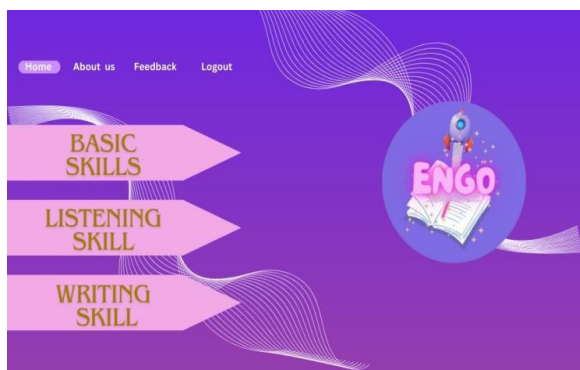 Home About us Feedback Logout
BASIC
SKILLS
LISTENING
SKILL
WRITING
SKILL
ENGO